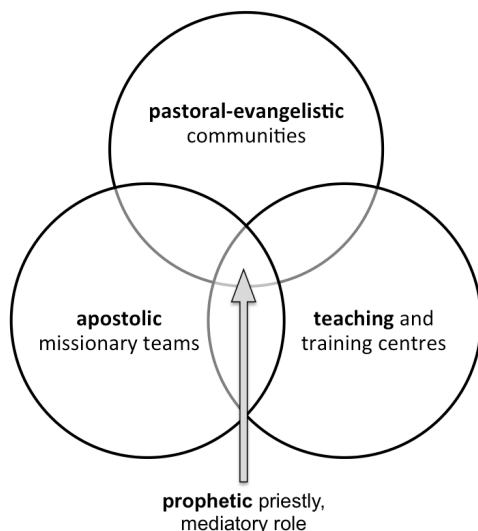 pastoral-evangelistic
communities
apostolic
missionary teams
teaching and
training centres
prophetic priestly,
mediatory role